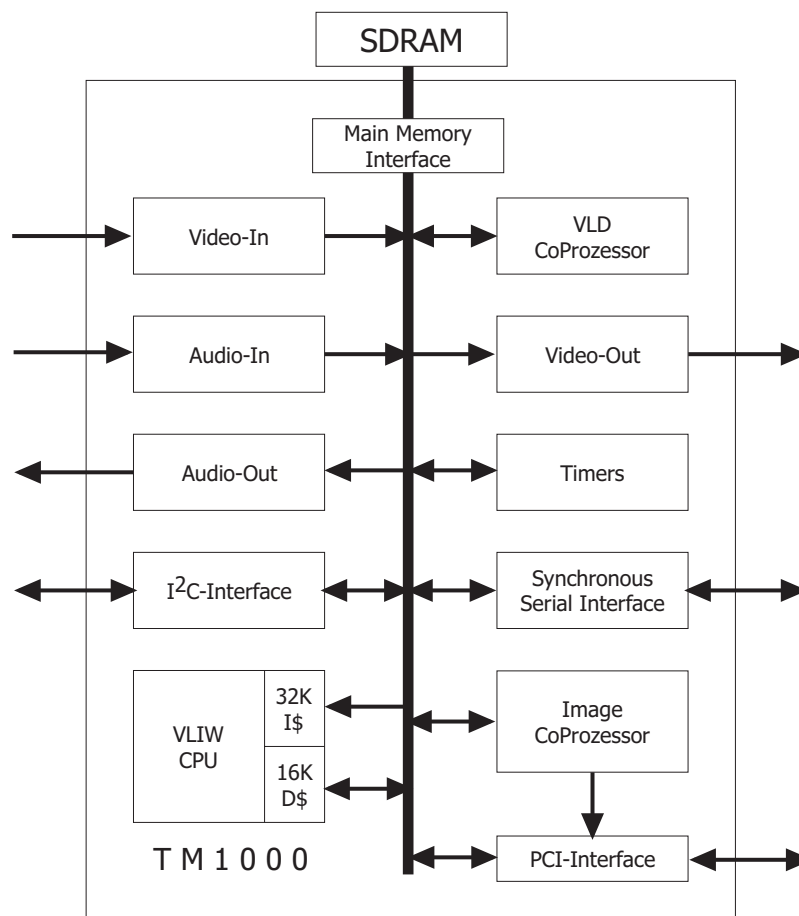 SDRAM
Main Memory
Interface
Video-In
VLD
CoProzessor
Audio-In
Video-Out
Audio-Out
Timers
I²C-Interface
Synchronous
Serial Interface
VLIW
CPU
32K
I$
16K
D$
Image
CoProzessor
TM1000
PCI-Interface